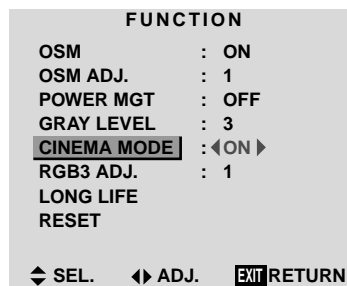 FUNCTION
OSM : ON
OSM ADJ. : 1
POWER MGT : OFF
GRAY LEVEL : 3
CINEMA MODE : ◀ON▶
RGB3 ADJ. : 1
LONG LIFE
RESET
SEL. ADJ. EXIT RETURN